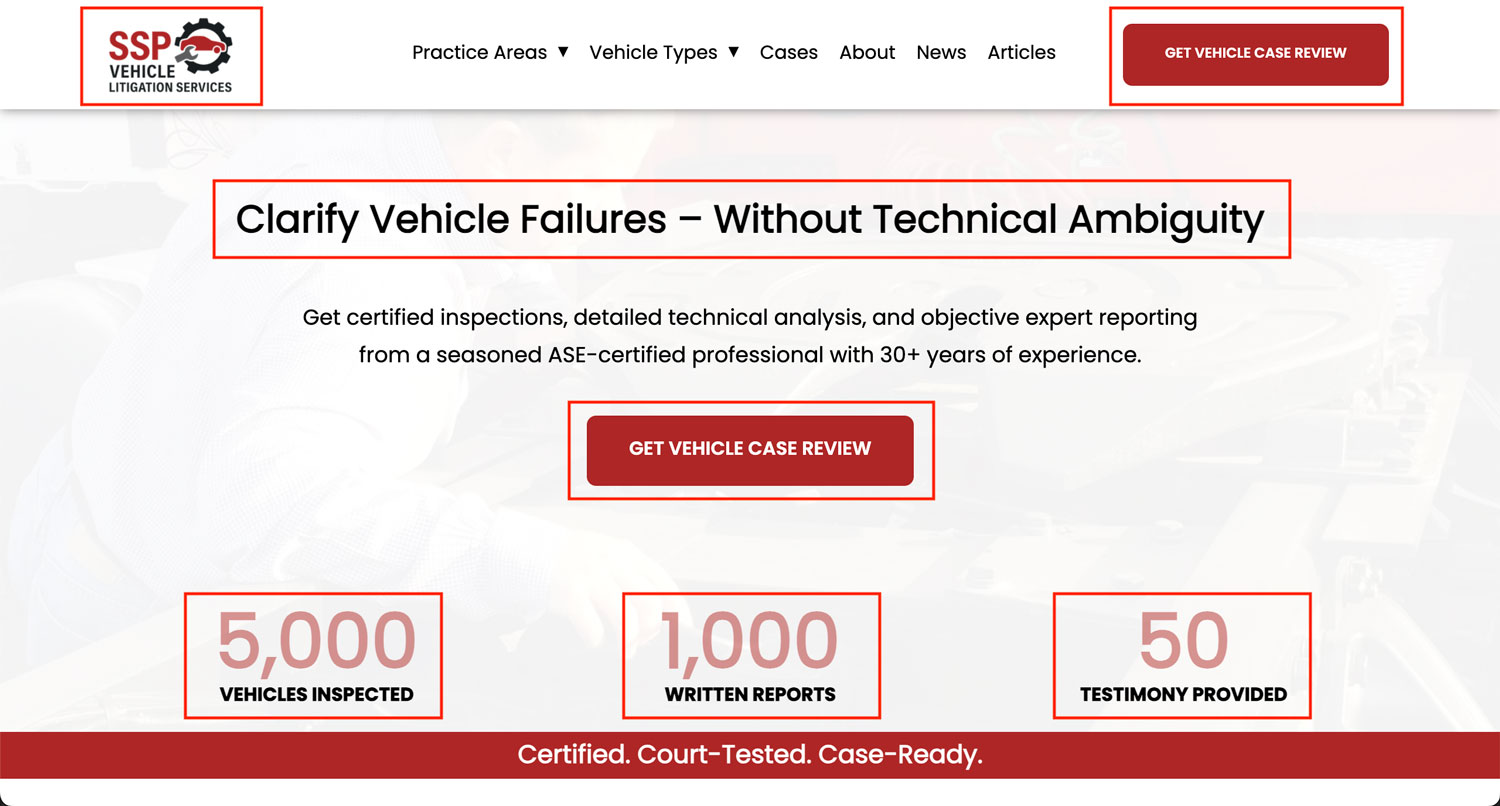 SSP
VEHICLE
LITIGATION SERVICES
Practice Areas ▼ Vehicle Types ▼ Cases About News Articles
GET VEHICLE CASE REVIEW
Clarify Vehicle Failures – Without Technical Ambiguity
Get certified inspections, detailed technical analysis, and objective expert reporting
from a seasoned ASE-certified professional with 30+ years of experience.
GET VEHICLE CASE REVIEW
5,000
VEHICLES INSPECTED
1,000
WRITTEN REPORTS
50
TESTIMONY PROVIDED
Certified. Court-Tested. Case-Ready.